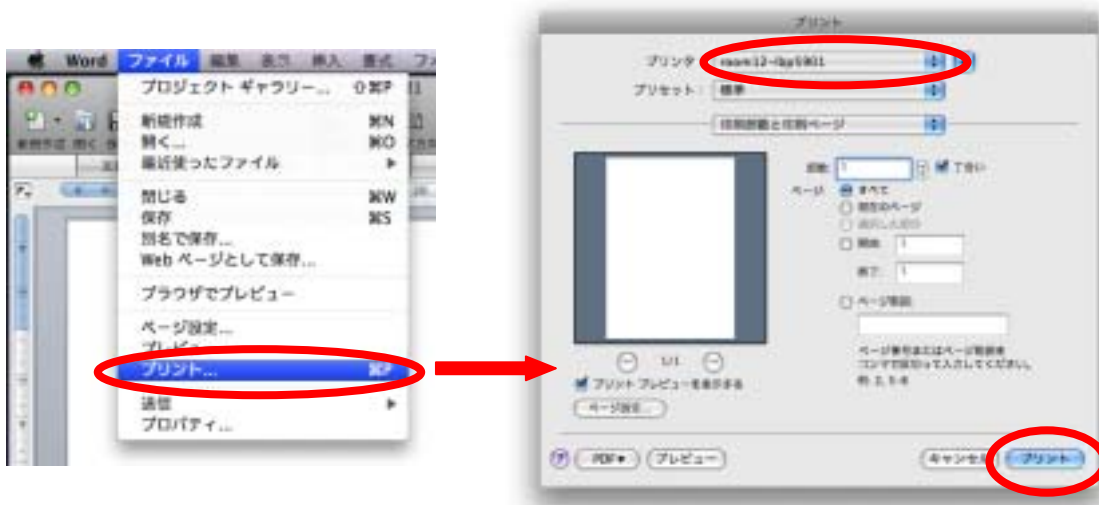 Word ファイル 編集 表示 挿入 書式 ファ
プロジェクト ギャラリー... ⇧⌘P
新規作成 ⌘N
開く... ⌘O
最近使ったファイル
閉じる ⌘W
保存 ⌘S
別名で保存...
Web ページとして保存...
ブラウザでプレビュー
ページ設定...
プレビュー
プリント... ⌘P
送信
プロパティ...
プリント
プリンタ room12-lbp5901
プリセット: 標準
印刷部数と印刷ページ
部数: 1 丁合い
ページ: すべて
現在のページ
開始: 1
終了: 1
ページ範囲:
ページ番号またはページ範囲を
コンマで区切って入力してください。
例: 2, 5-8
1/1
プリント プレビューを表示する
ページ設定...
? PDF プレビュー キャンセル プリント